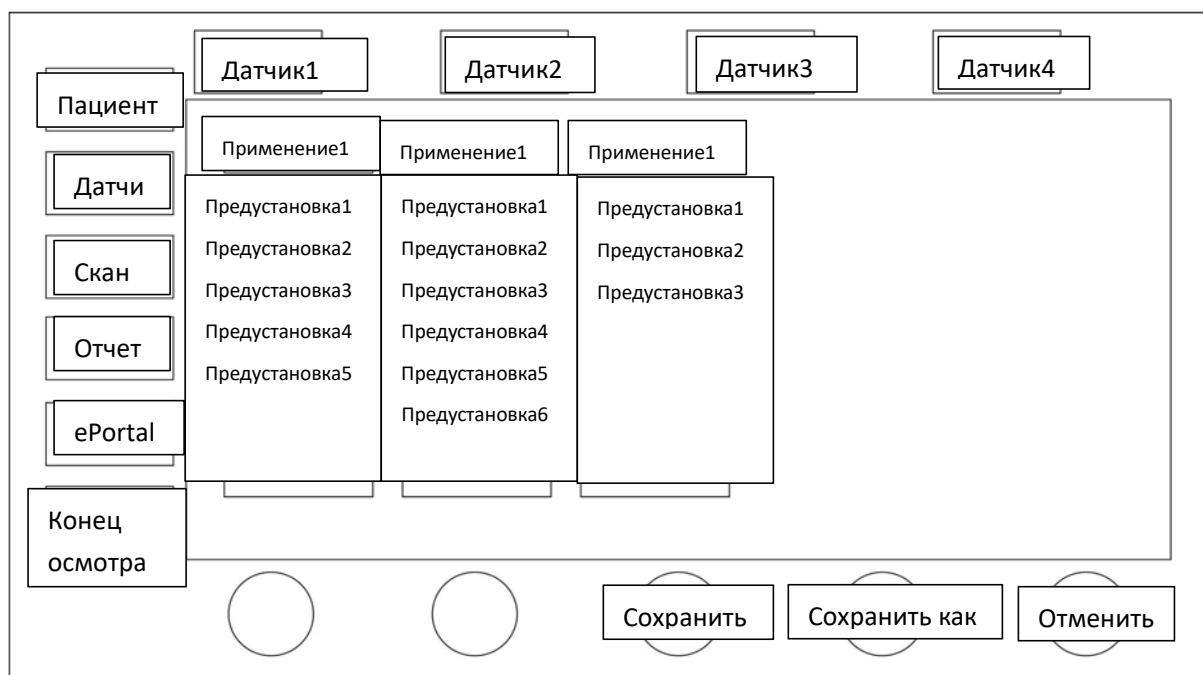 Датчик1
Датчик2
Датчик3
Датчик4
Пациент
Датчи
Скан
Отчет
ePortal
Конец
осмотра
Применение1
Предустановка1
Предустановка2
Предустановка3
Предустановка4
Предустановка5
Применение1
Предустановка1
Предустановка2
Предустановка3
Предустановка4
Предустановка5
Предустановка6
Применение1
Предустановка1
Предустановка2
Предустановка3
Сохранить
Сохранить как
Отменить